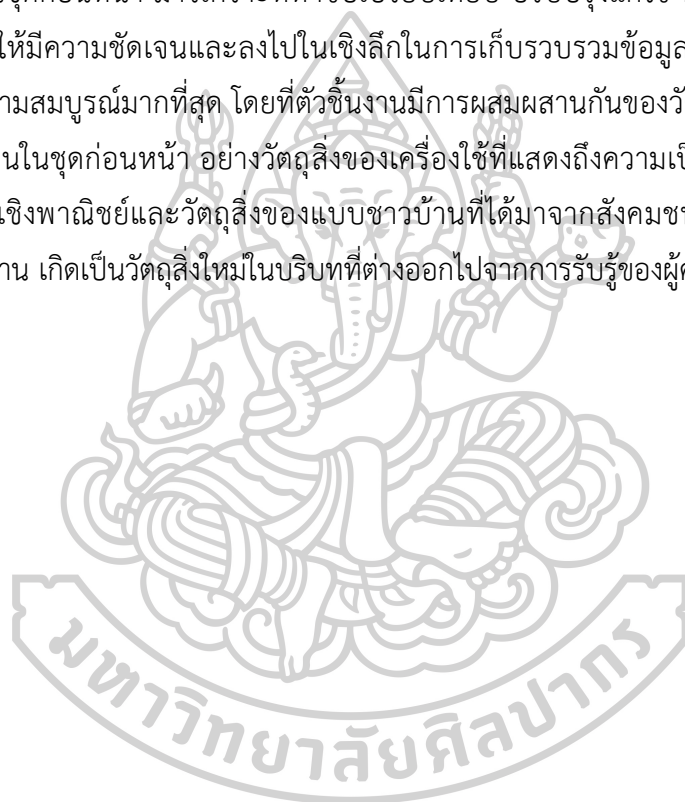 ให้มีความชัดเจนและลงไปในเชิงลึกในการเก็บรวบรวมข้อมูล
ามสมบูรณ์มากที่สุด โดยที่ตัวชิ้นงานมีการผสมผสานกันของวั
นในชุดก่อนหน้า อย่างวัตถุสิ่งของเครื่องใช้ที่แสดงถึงความเป็
เชิงพาณิชย์และวัตถุสิ่งของแบบชาวบ้านที่ได้มาจากสังคมช
าน เกิดเป็นวัตถุสิ่งใหม่ในบริบทที่ต่างออกไปจากการรับรู้ของผู้
มหาวิทยาลัยศิลปากร